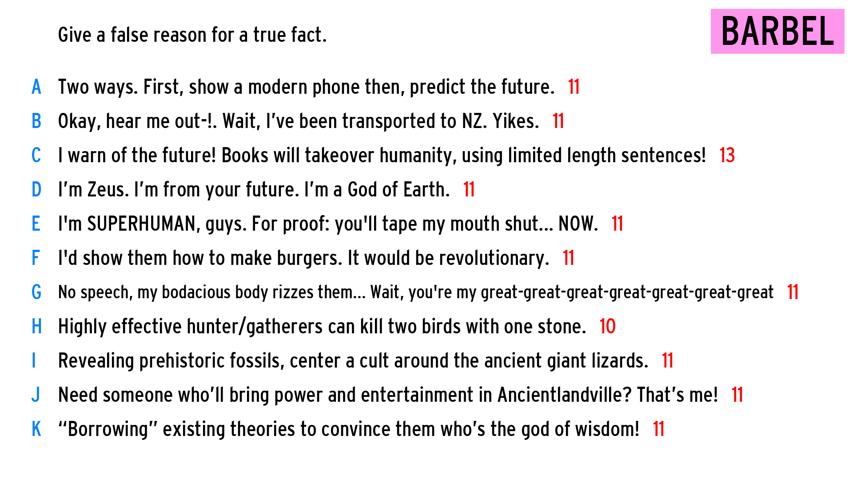 Give a false reason for a true fact.
BARBEL
A Two ways. First, show a modern phone then, predict the future. 11
B Okay, hear me out-!. Wait, I've been transported to NZ. Yikes. 11
C I warn of the future! Books will takeover humanity, using limited length sentences! 13
D I'm Zeus. I'm from your future. I'm a God of Earth. 11
E I'm SUPERHUMAN, guys. For proof: you'll tape my mouth shut... NOW. 11
F I'd show them how to make burgers. It would be revolutionary. 11
G No speech, my bodacious body rizzes them... Wait, you're my great-great-great-great-great-great-great 11
H Highly effective hunter/gatherers can kill two birds with one stone. 10
I Revealing prehistoric fossils, center a cult around the ancient giant lizards. 11
J Need someone who'll bring power and entertainment in Ancientlandville? That's me! 11
K “Borrowing” existing theories to convince them who's the god of wisdom! 11